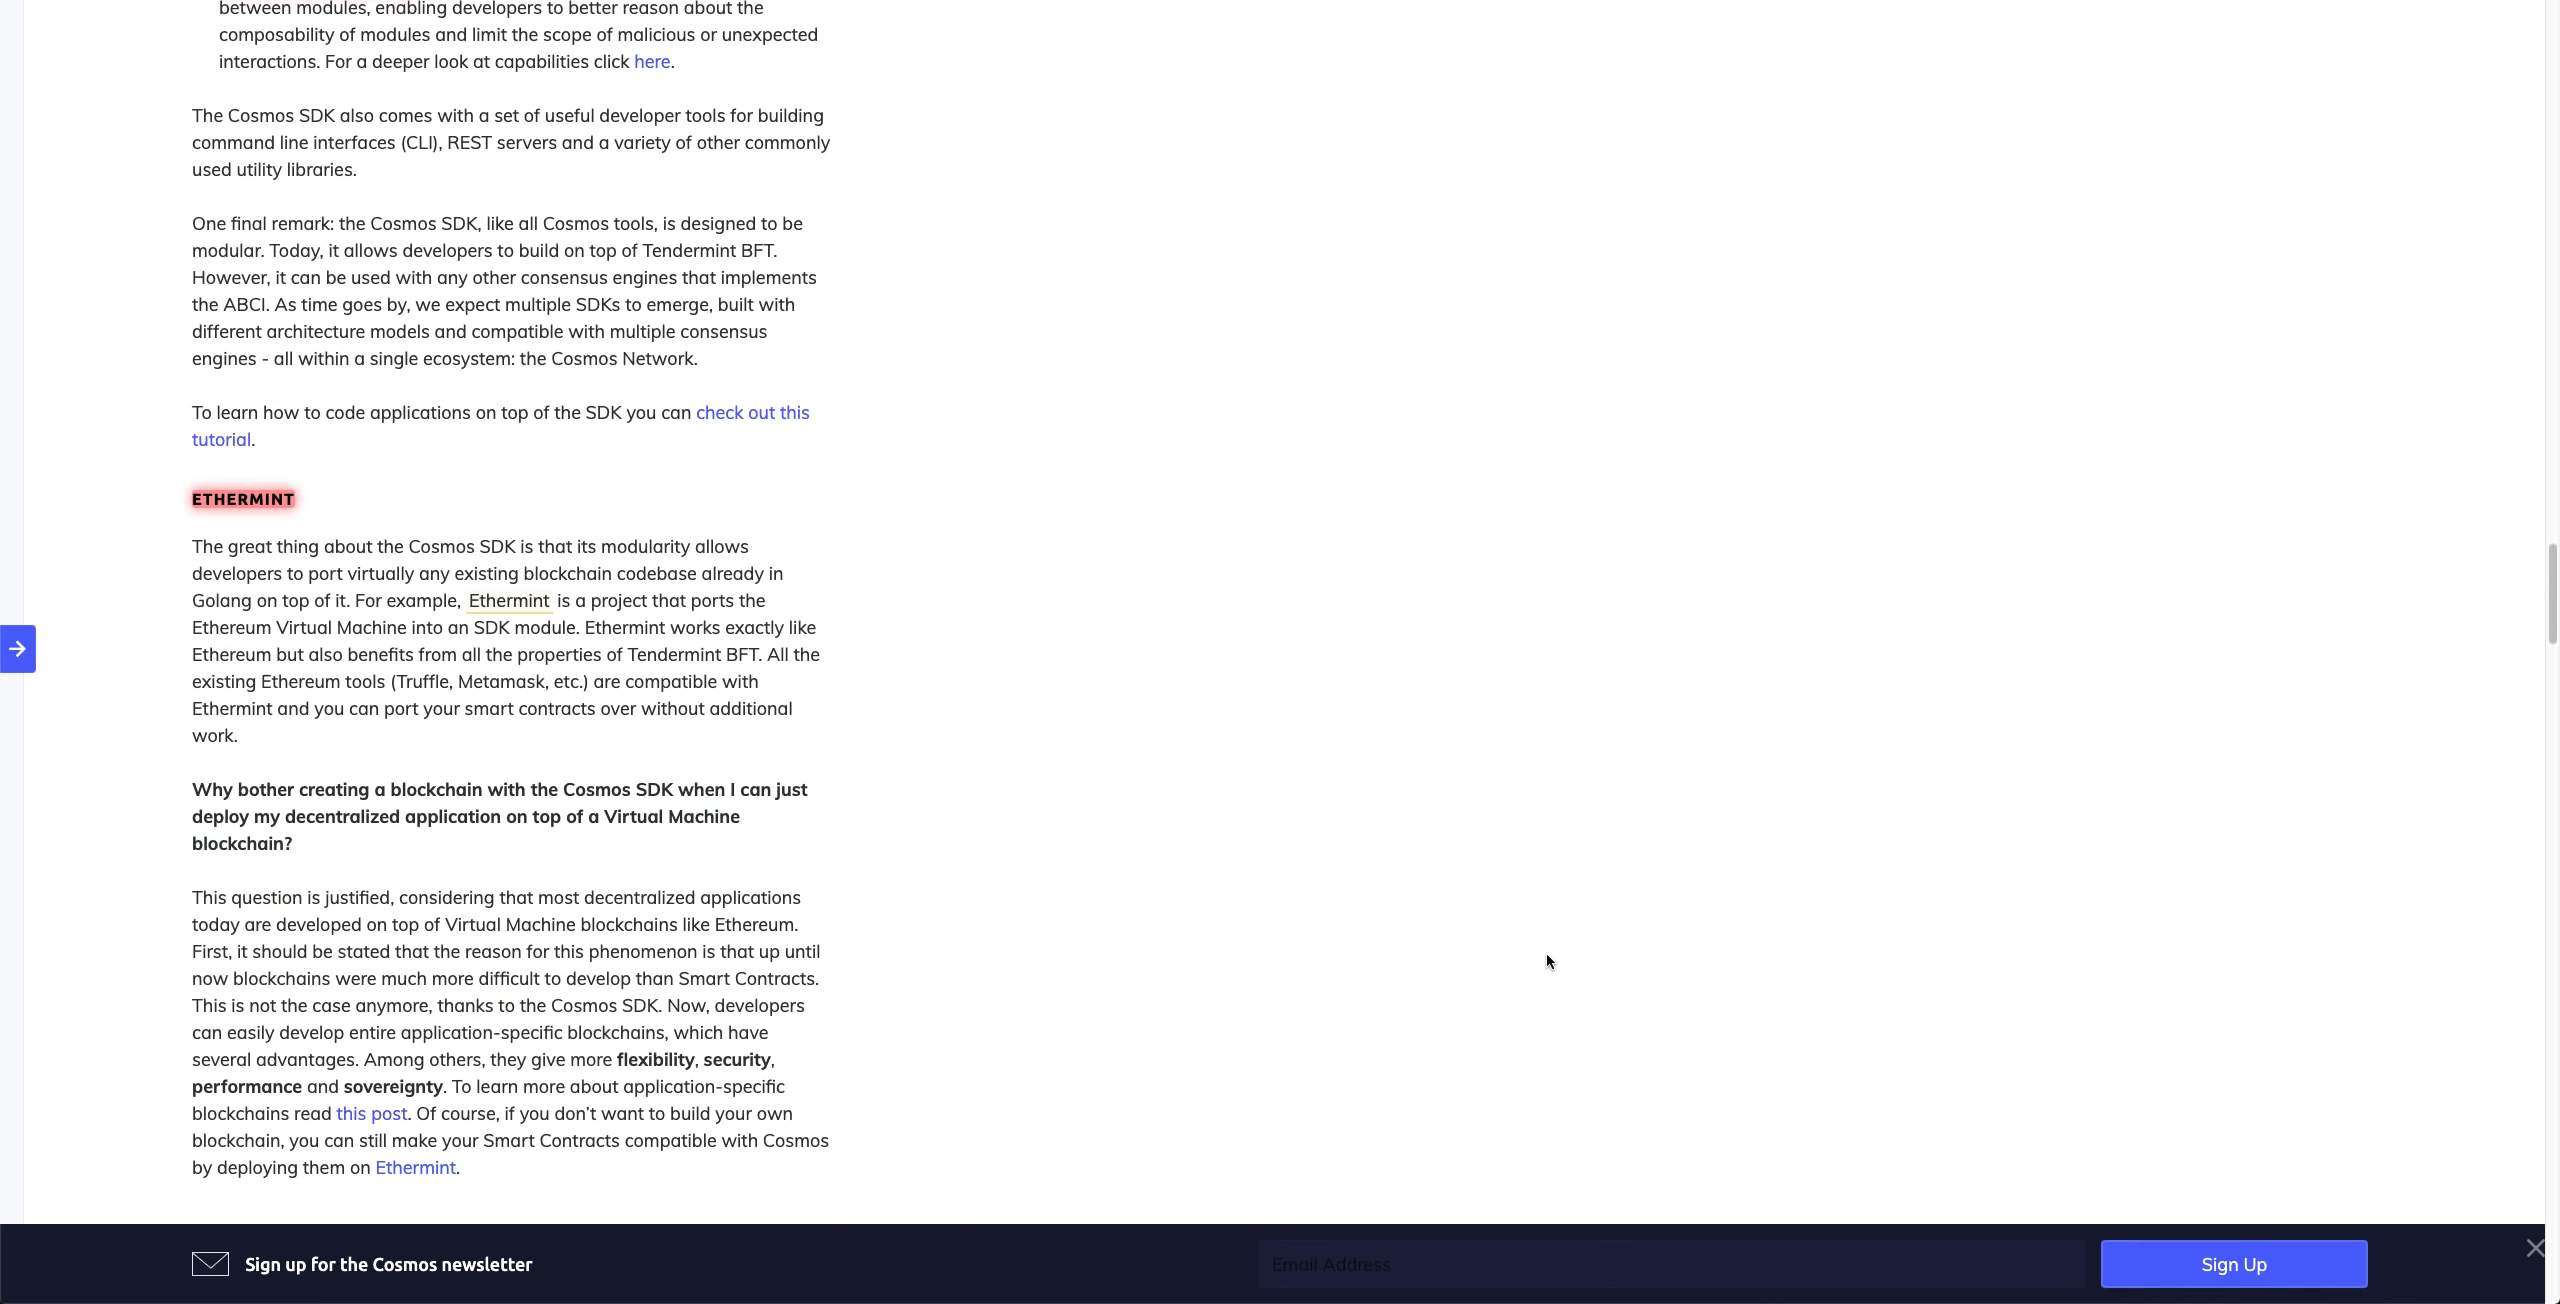 between modules, enabling developers to better reason about the
composability of modules and limit the scope of malicious or unexpected
interactions. For a deeper look at capabilities click here.
The Cosmos SDK also comes with a set of useful developer tools for building
command line interfaces (CLI), REST servers and a variety of other commonly
used utility libraries.
One final remark: the Cosmos SDK, like all Cosmos tools, is designed to be
modular. Today, it allows developers to build on top of Tendermint BFT.
However, it can be used with any other consensus engines that implements
the ABCI. As time goes by, we expect multiple SDKs to emerge, built with
different architecture models and compatible with multiple consensus
engines - all within a single ecosystem: the Cosmos Network.
To learn how to code applications on top of the SDK you can check out this
tutorial.
ETHERMINT
The great thing about the Cosmos SDK is that its modularity allows
developers to port virtually any existing blockchain codebase already in
Golang on top of it. For example, Ethermint is a project that ports the
Ethereum Virtual Machine into an SDK module. Ethermint works exactly like
Ethereum but also benefits from all the properties of Tendermint BFT. All the
existing Ethereum tools (Truffle, Metamask, etc.) are compatible with
Ethermint and you can port your smart contracts over without additional
work.
Why bother creating a blockchain with the Cosmos SDK when I can just
deploy my decentralized application on top of a Virtual Machine
blockchain?
This question is justified, considering that most decentralized applications
today are developed on top of Virtual Machine blockchains like Ethereum.
First, it should be stated that the reason for this phenomenon is that up until
now blockchains were much more difficult to develop than Smart Contracts.
This is not the case anymore, thanks to the Cosmos SDK. Now, developers
can easily develop entire application-specific blockchains, which have
several advantages. Among others, they give more flexibility, security,
performance and sovereignty. To learn more about application-specific
blockchains read this post. Of course, if you don’t want to build your own
blockchain, you can still make your Smart Contracts compatible with Cosmos
by deploying them on Ethermint.
Sign up for the Cosmos newsletter
Email Address
Sign Up